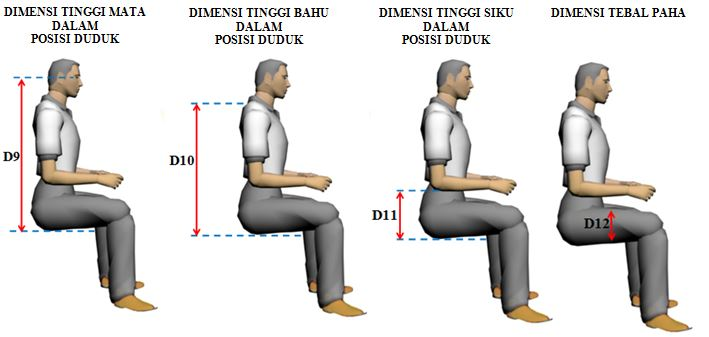 DIMENSI TINGGI MATA
DALAM
POSISI DUDUK
D9
DIMENSI TINGGI BAHU
DALAM
POSISI DUDUK
D10
DIMENSI TINGGI SIKU
DALAM
POSISI DUDUK
D11
DIMENSI TEBAL PAHA
D12